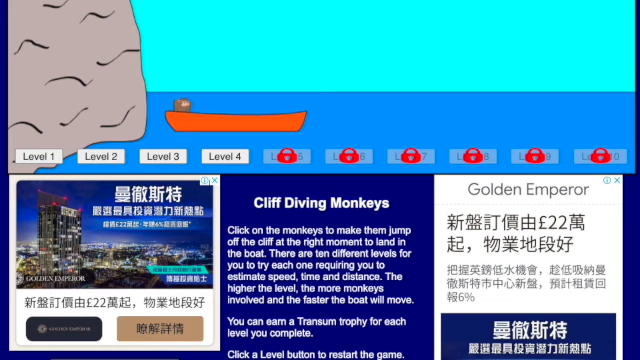 Level 1
Level 2
Level 3
Level 4
曼徹斯特
嚴選最具投資潛力新熱點
GOLDEN EMPEROR
新盤訂價由£22萬起，物業地段好
GOLDEN EMPEROR
瞭解詳情
Cliff Diving Monkeys
Click on the monkeys to make them jump
off the cliff at the right moment to land in
the boat. There are ten different levels for
you to try each one requiring you to
estimate speed, time and distance. The
higher the level, the more monkeys
involved and the faster the boat will move.
You can earn a Transum trophy for each
level you complete.
Click a Level button to restart the game.
Golden Emperor
新盤訂價由£22萬
起，物業地段好
把握英鎊低水機會，趁低吸納曼
徹斯特市中心新盤，預計租賃回
報6%
曼徹斯特
嚴選最具投資潛力新熱點